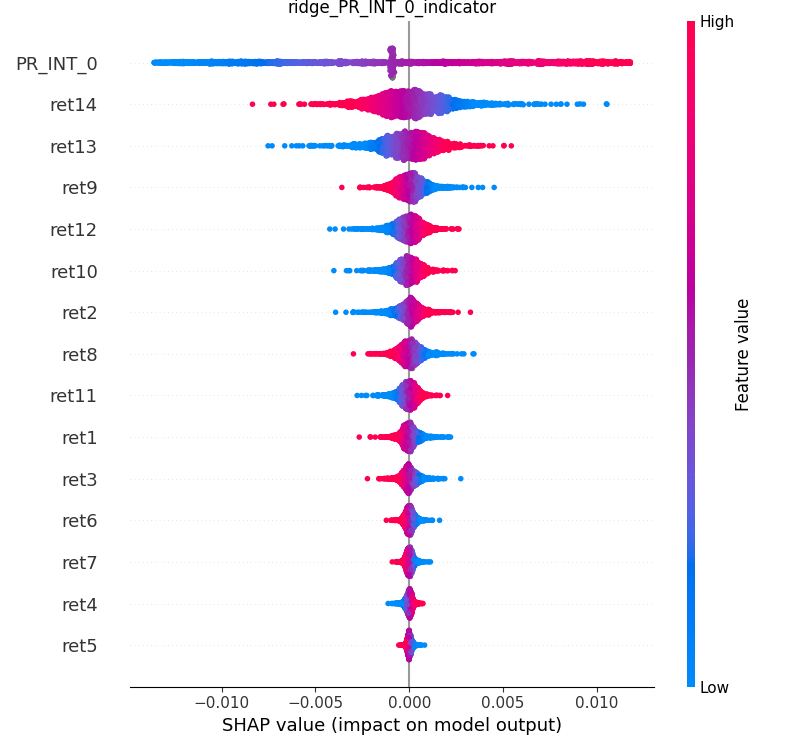 ridge_PR_INT_0_indicator
High
PR_INT_0
ret14
ret13
ret9
ret12
ret10
ret2
ret8
ret11
ret1
ret3
ret6
ret7
ret4
ret5
Feature value
Low
−0.010 −0.005 0.000 0.005 0.010
SHAP value (impact on model output)